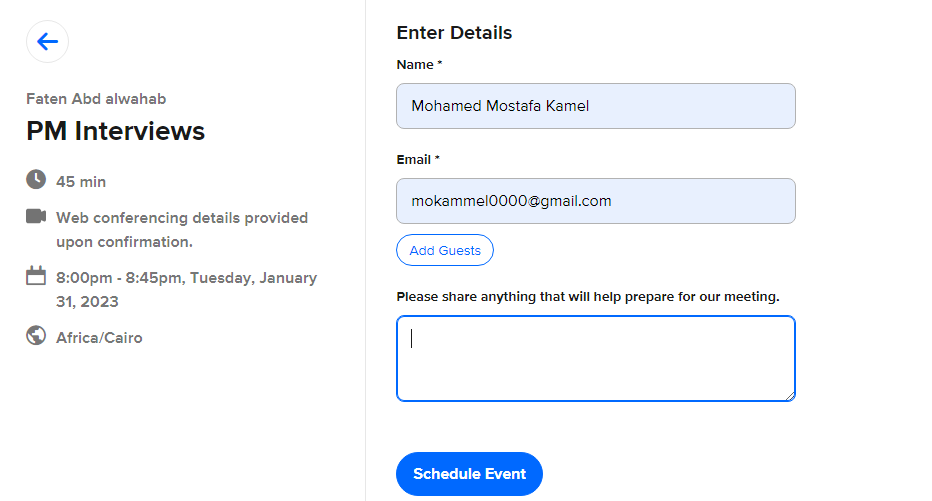 Faten Abd alwahab
PM Interviews
45 min
Web conferencing details provided
upon confirmation.
8:00pm - 8:45pm, Tuesday, January
31, 2023
Africa/Cairo
Enter Details
Name *
Mohamed Mostafa Kamel
Email *
mokammel0000@gmail.com
Add Guests
Please share anything that will help prepare for our meeting.
Schedule Event